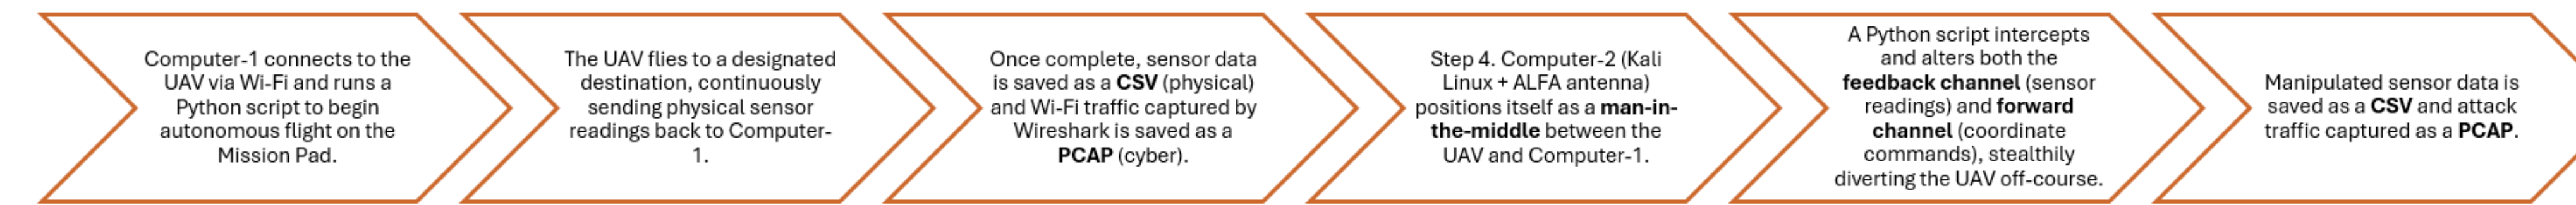 Computer-1 connects to the
UAV via Wi-Fi and runs a
Python script to begin
autonomous flight on the
Mission Pad.
The UAV flies to a designated
destination, continuously
sending physical sensor
readings back to Computer-
1.
Once complete, sensor data
is saved as a CSV (physical)
and Wi-Fi traffic captured by
Wireshark is saved as a
PCAP (cyber).
Step 4. Computer-2 (Kali
Linux + ALFA antenna)
positions itself as a man-in-
the-middle between the
UAV and Computer-1.
A Python script intercepts
and alters both the
feedback channel (sensor
readings) and forward
channel (coordinate
commands), stealthily
diverting the UAV off-course.
Manipulated sensor data is
saved as a CSV and attack
traffic captured as a PCAP.